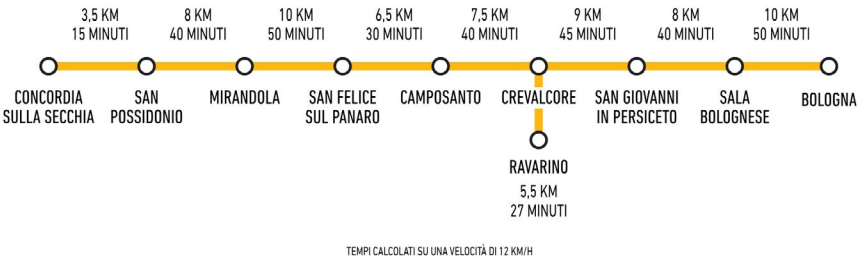 3,5 KM
15 MINUTI
8 KM
40 MINUTI
10 KM
50 MINUTI
6,5 KM
30 MINUTI
7,5 KM
40 MINUTI
9 KM
45 MINUTI
8 KM
40 MINUTI
10 KM
50 MINUTI
CONCORDIA
SULLA SECCHIA
SAN
POSSIDONIO
MIRANDOLA
SAN FELICE
SUL PANARO
CAMPOSANTO
CREVALCORE
SAN GIOVANNI
IN PERSICETO
SALA
BOLOGNESE
BOLOGNA
RAVARINO
5,5 KM
27 MINUTI
TEMPI CALCOLATI SU UNA VELOCITÀ DI 12 KM/H